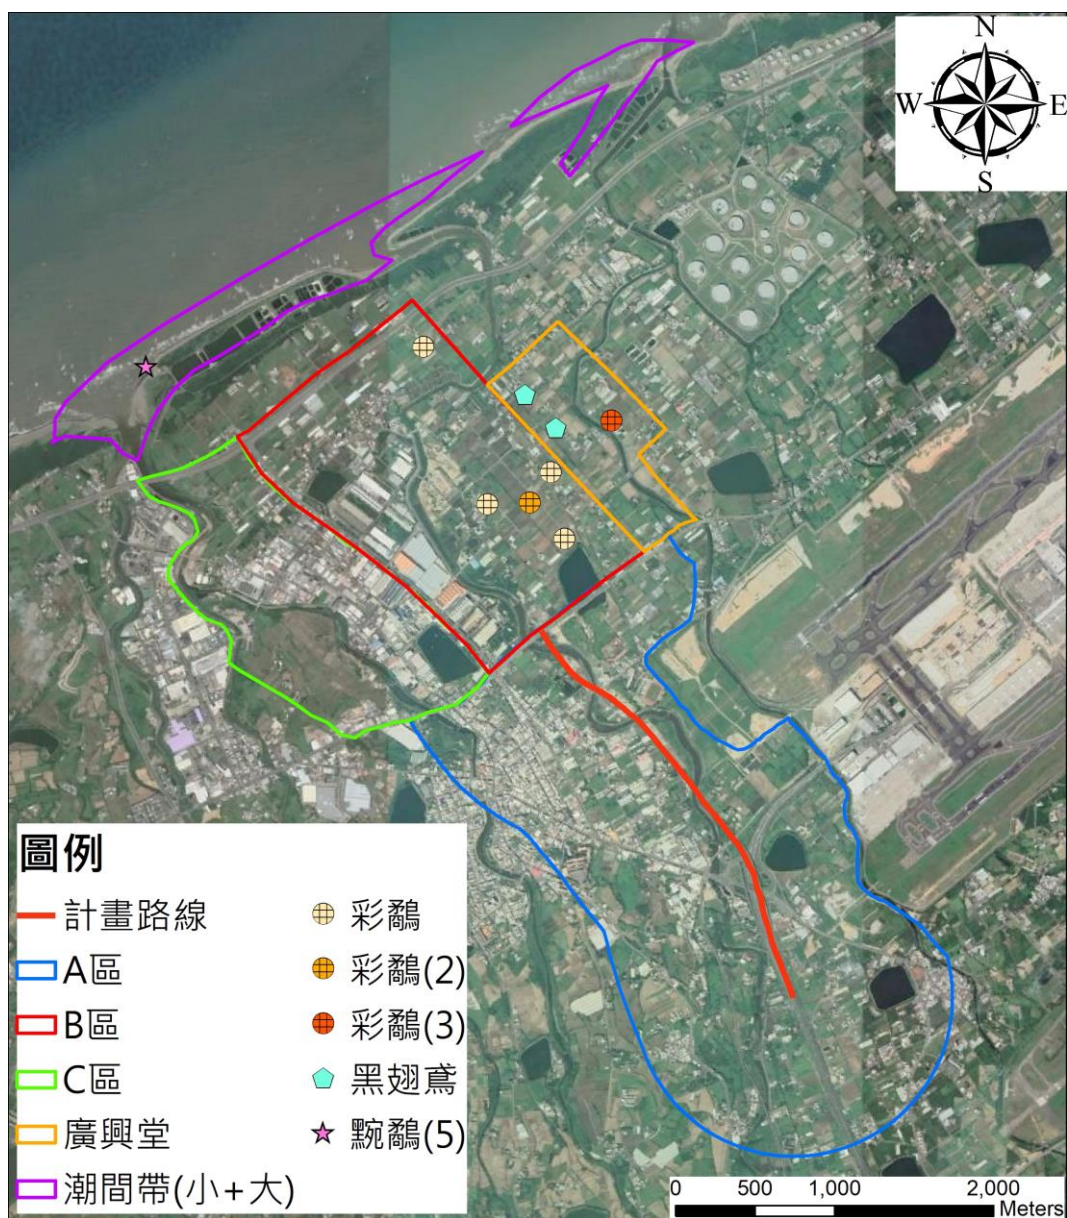 N
W E
S
圖例
計畫路線
A區
B區
C區
廣興堂
潮間帶(小+大)
彩鷸
彩鷸(2)
彩鷸(3)
黑翅鳶
黦鷸(5)
0 500 1,000 2,000
Meters